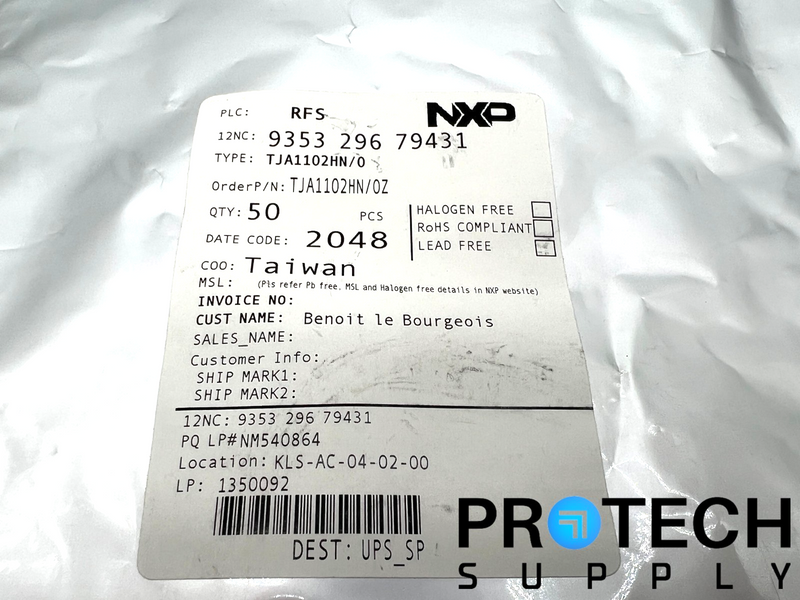 PLC: RFS NXP
12NC: 9353 296 79431
TYPE: TJA1102HN/0
OrderP/N: TJA1102HN/0Z
QTY: 50 PCS
HALOGEN FREE
RoHS COMPLIANT
LEAD FREE
DATE CODE: 2048
COO: Taiwan
MSL: (Pls refer Pb free, MSL and Halogen free details in NXP website)
INVOICE NO:
CUST NAME: Benoit le Bourgeois
SALES_NAME:
Customer Info:
SHIP MARK1:
SHIP MARK2:
12NC: 9353 296 79431
PQ LP#NM540864
Location: KLS-AC-04-02-00
LP: 1350092
DEST: UPS_SP
PROTECH
SUPPLY